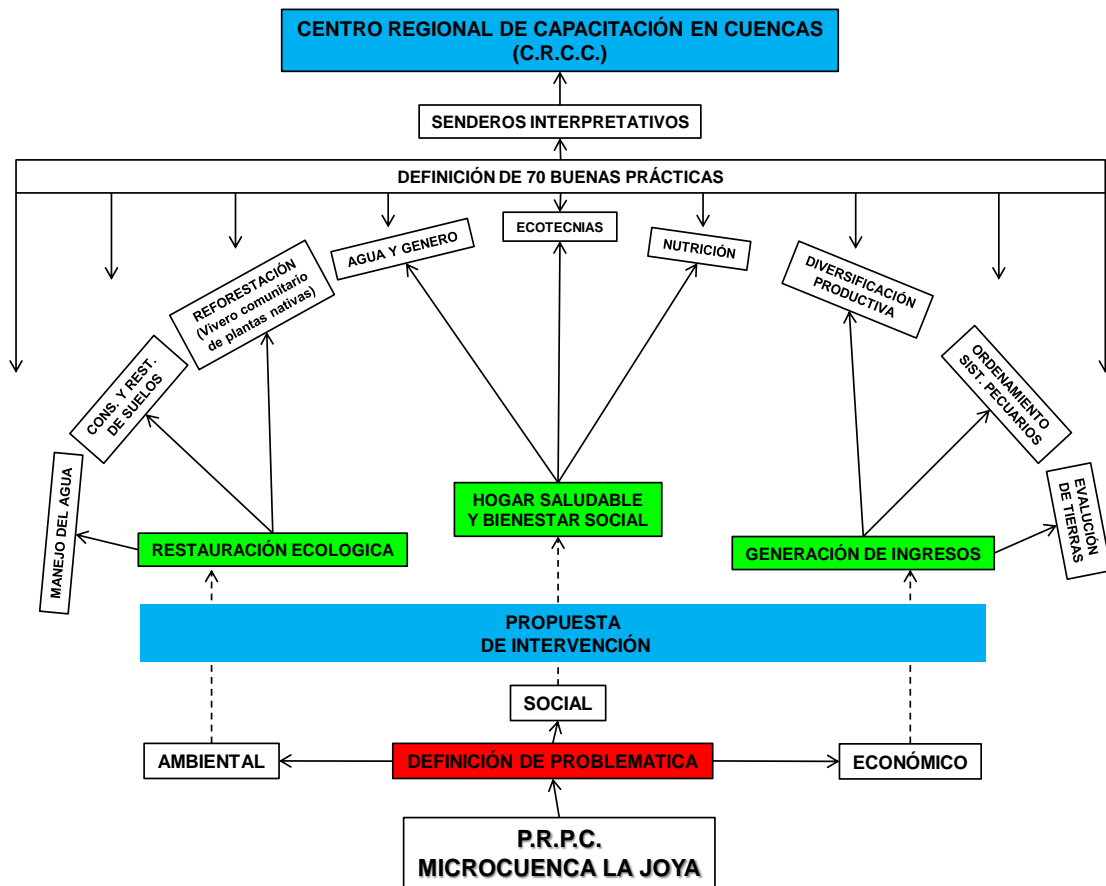 CENTRO REGIONAL DE CAPACITACIÓN EN CUENCAS
(C.R.C.C.)
SENDEROS INTERPRETATIVOS
DEFINICIÓN DE 70 BUENAS PRÁCTICAS
MANEJO DEL AGUA
CONS. Y REST.
DE SUELOS
REFORESTACIÓN
(Vivero comunitario
de plantas nativas)
AGUA Y GENERO
ECOTECNIAS
NUTRICIÓN
DIVERSIFICACIÓN
PRODUCTIVA
ORDENAMIENTO
SIST. PECUARIOS
EVALUCIÓN
DE TIERRAS
RESTAURACIÓN ECOLOGICA
HOGAR SALUDABLE
Y BIENESTAR SOCIAL
GENERACIÓN DE INGRESOS
PROPUESTA
DE INTERVENCIÓN
SOCIAL
AMBIENTAL
DEFINICIÓN DE PROBLEMATICA
ECONÓMICO
P.R.P.C.
MICROCUENCA LA JOYA